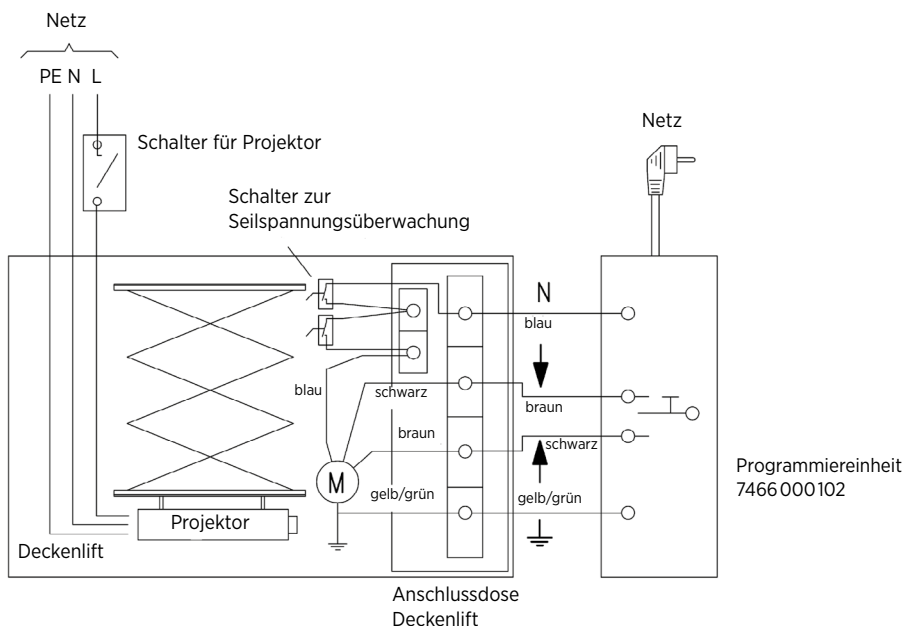 Netz
PE N L
Schalter für Projektor
Netz
Schalter zur
Seilspannungsüberwachung
N
blau
blau
schwarz
braun
braun
schwarz
M
gelb/grün
gelb/grün
Programmiereinheit
7466 000 102
Projektor
Deckenlift
Anschlussdose
Deckenlift